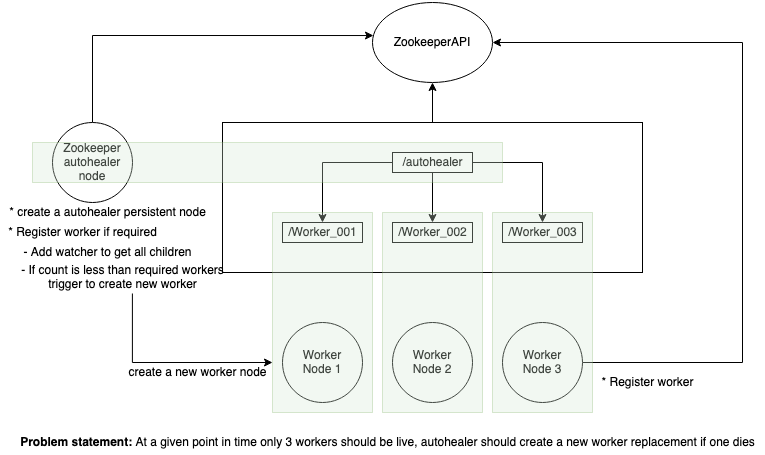 ZookeeperAPI
Zookeeper
autohealer
node
/autohealer
* create a autohealer persistent node
* Register worker if required
- Add watcher to get all children
- If count is less than required workers
trigger to create new worker
/Worker_001
/Worker_002
/Worker_003
create a new worker node
Worker
Node 1
Worker
Node 2
Worker
Node 3
* Register worker
Problem statement: At a given point in time only 3 workers should be live, autohealer should create a new worker replacement if one dies